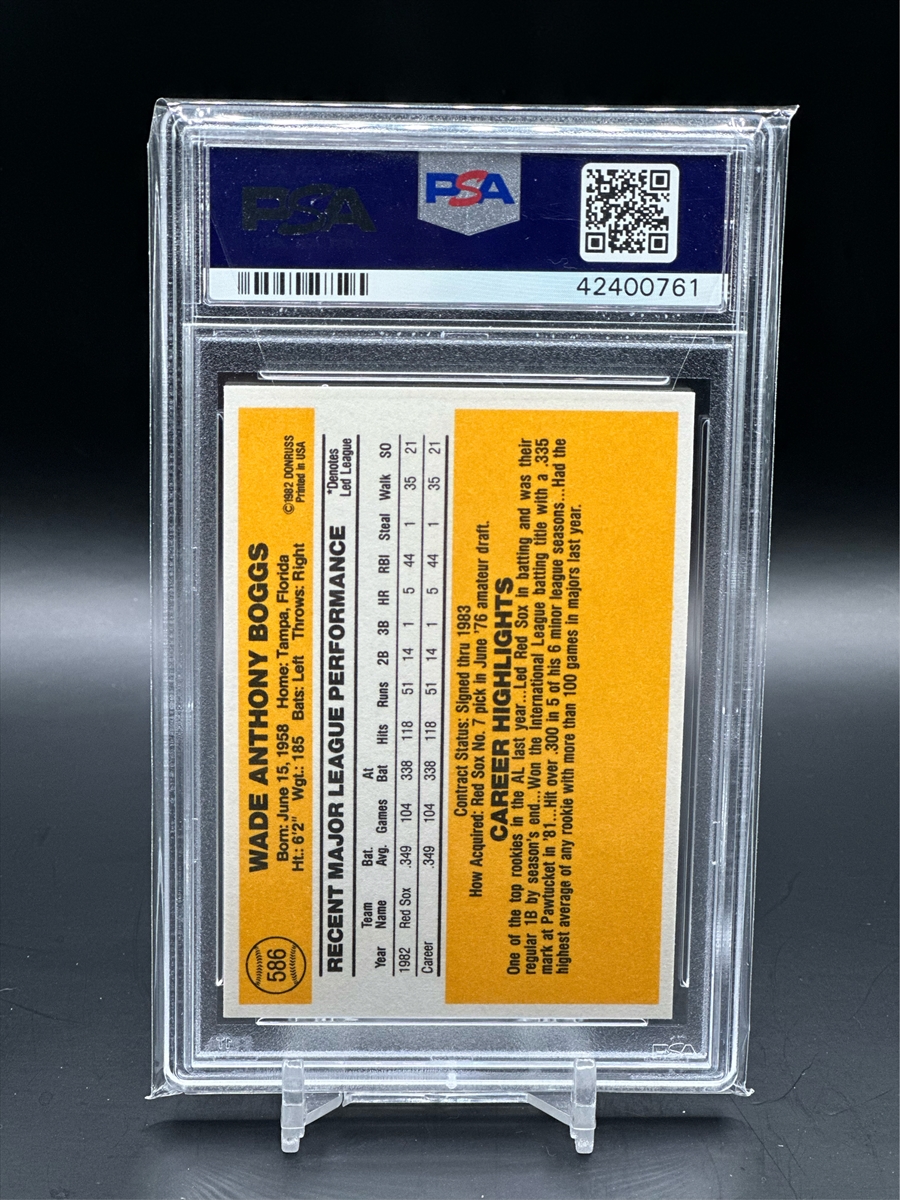 PSA
PSA
42400761
586
WADE ANTHONY BOGGS
Born: June 15, 1958 Home: Tampa, Florida
Ht.: 6'2" Wgt.: 185 Bats: Left Throws: Right
©1982 DONRUSS
Printed in USA
RECENT MAJOR LEAGUE PERFORMANCE
*Denotes
Led League
Year Team Name Bat. Avg. Games At Bat Hits Runs 2B 3B HR RBI Steal Walk SO
1982 Red Sox .349 104 338 118 51 14 1 5 44 1 35 21
Career .349 104 338 118 51 14 1 5 44 1 35 21
Contract Status: Signed thru 1983
How Acquired: Red Sox No. 7 pick in June '76 amateur draft.
CAREER HIGHLIGHTS
One of the top rookies in the AL last year...Led Red Sox in batting and was their
regular 1B by season's end...Won the International League batting title with a .335
mark at Pawtucket in '81...Hit over .300 in 5 of his 6 minor league seasons...Had the
highest average of any rookie with more than 100 games in majors last year.
PSA